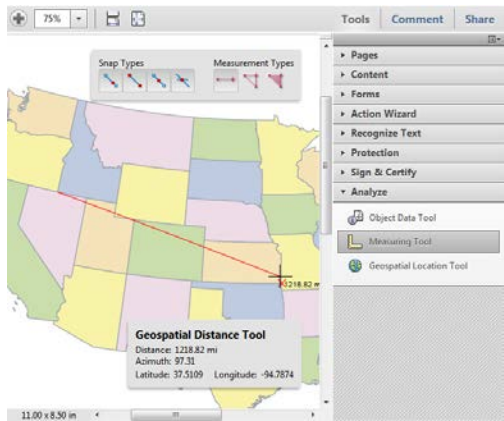 75%
Tools
Comment
Share
Snap Types
Measurement Types
Pages
Content
Forms
Action Wizard
Recognize Text
Protection
Sign & Certify
Analyze
Object Data Tool
Measuring Tool
Geospatial Location Tool
1218.82 m
Geospatial Distance Tool
Distance: 1218.82 mi
Azimuth: 97.31
Latitude: 37.5109 Longitude: -94.7874
11.00 x 8.50 in